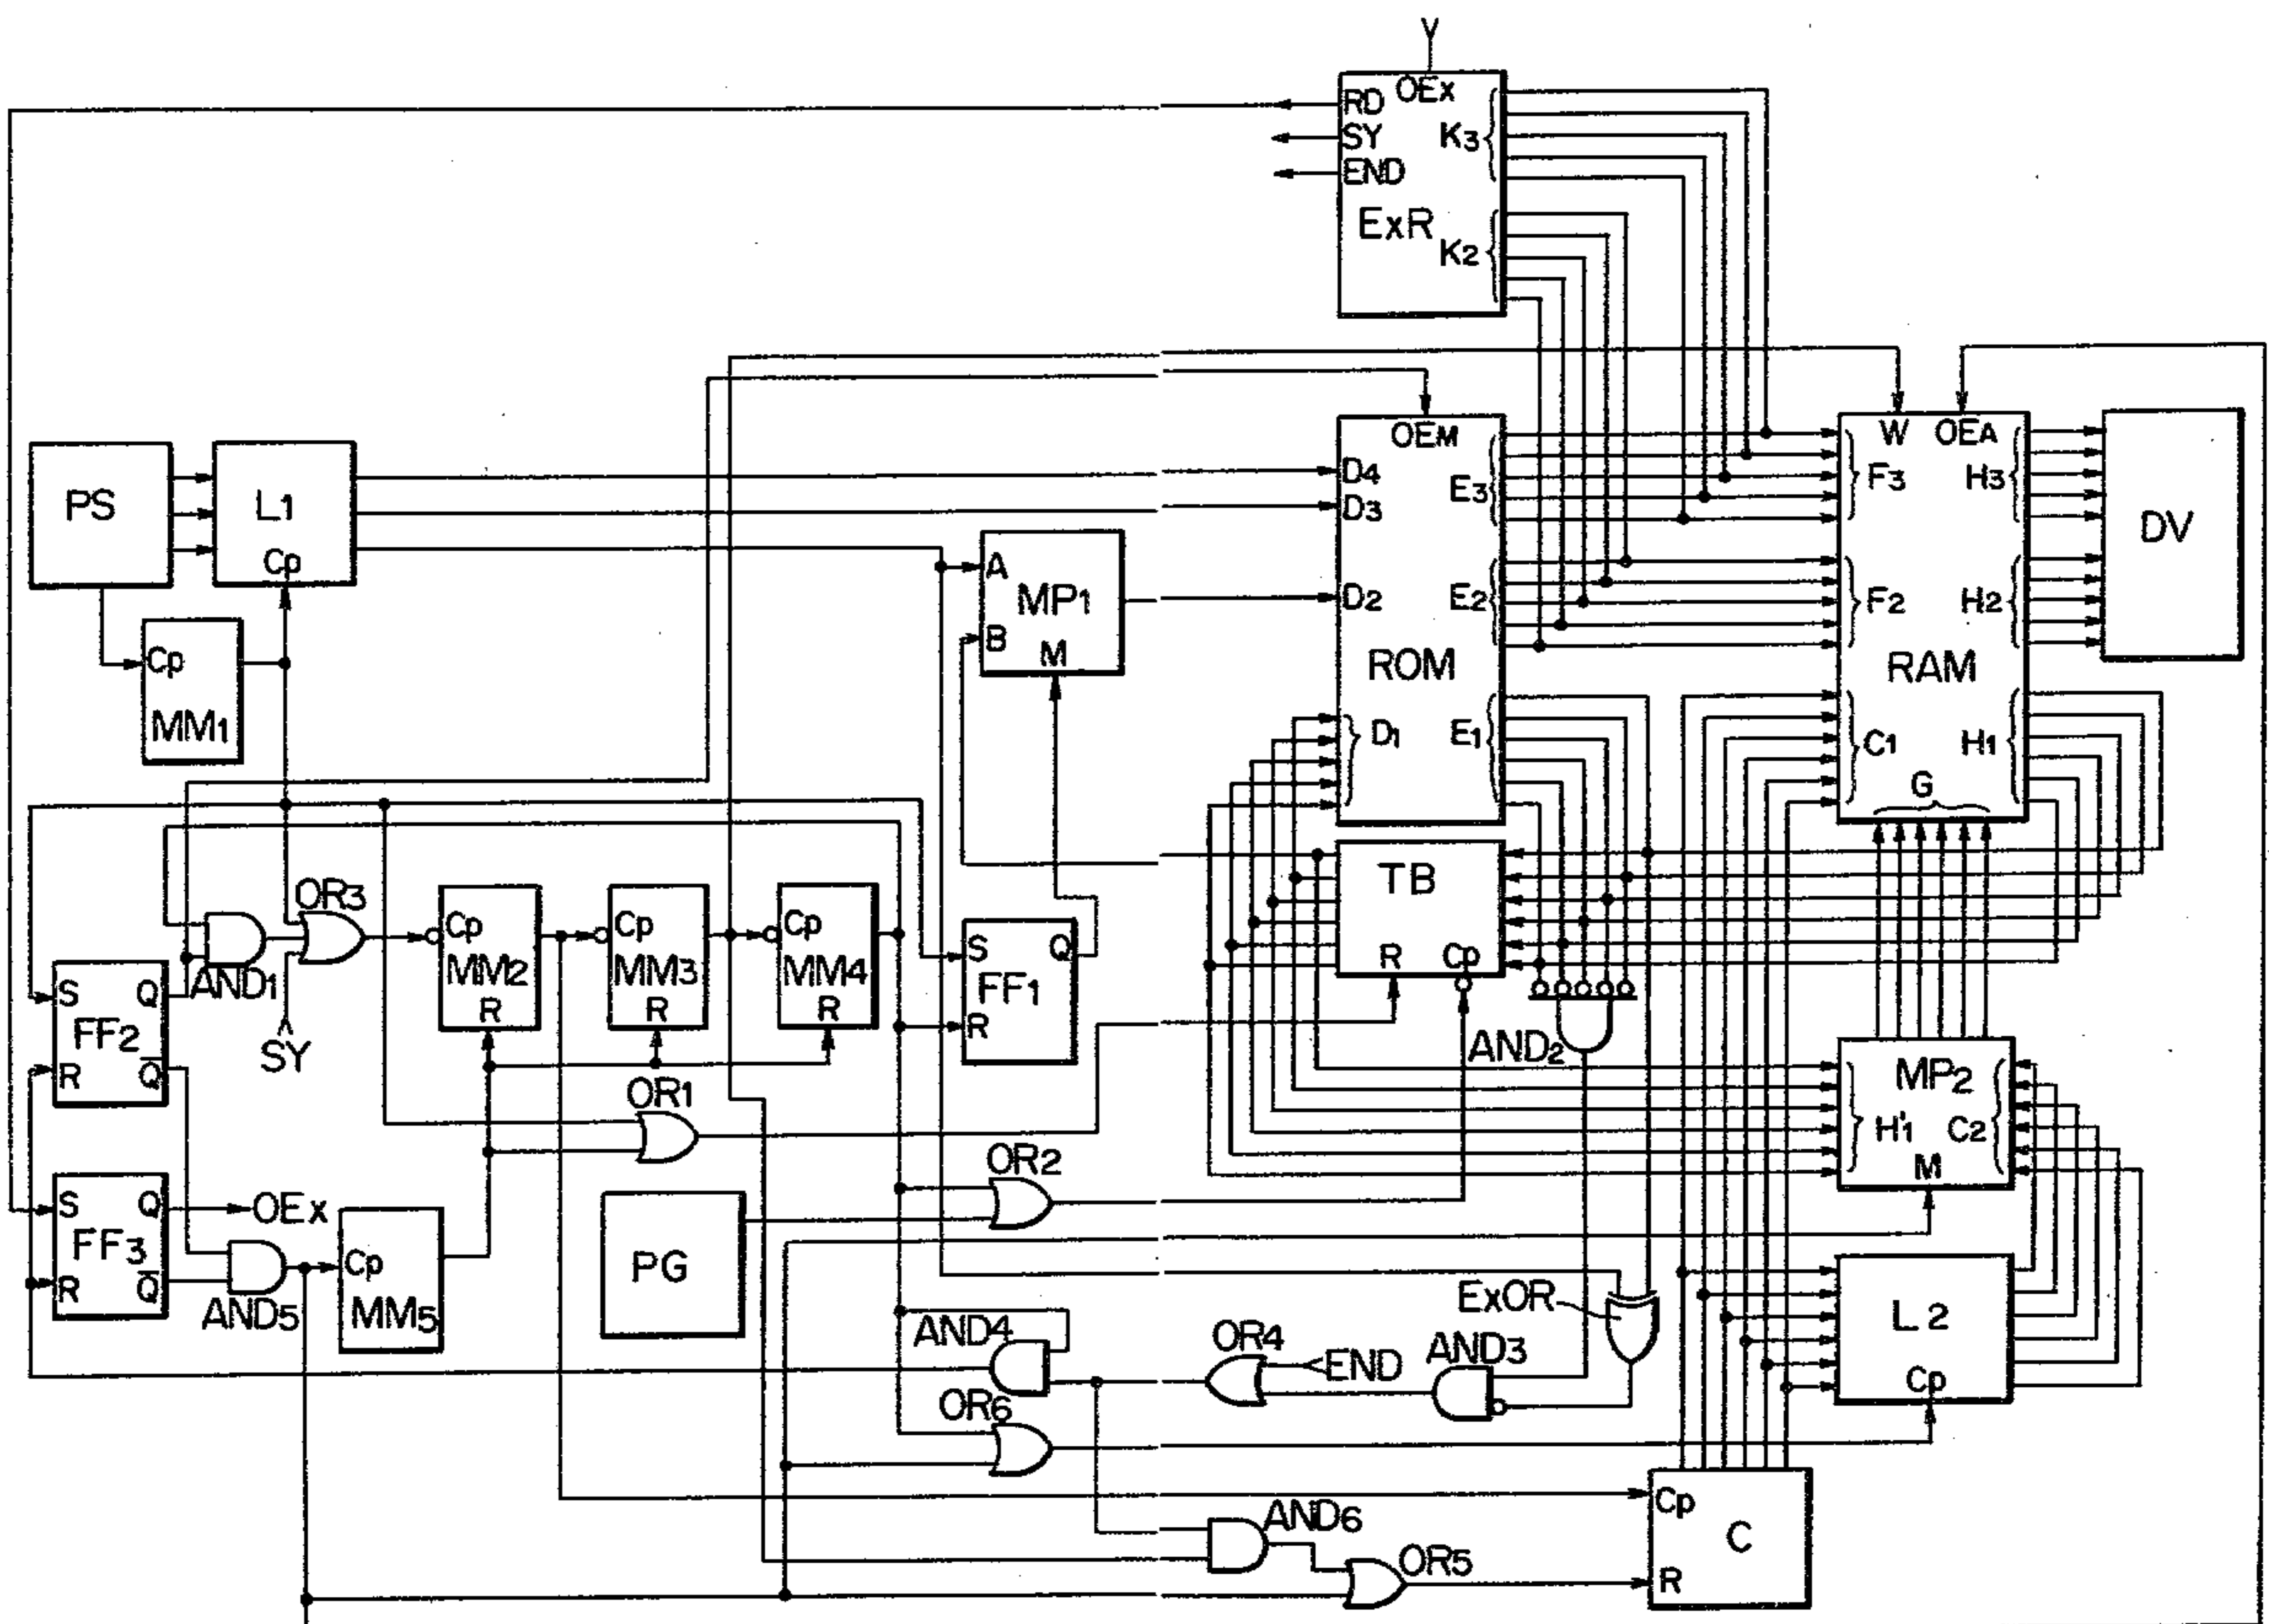 V
OEx
RD
SY
END
K3
ExR
K2
PS
L1
Cp
Cp
MM1
OEM
D4
D3
D2
D1
E3
E2
E1
ROM
A
MP1
B
M
W OEA
F3
H3
F2
H2
RAM
C1
H1
G
DV
OR3
AND1
SY
Cp
MM2
R
Cp
MM3
R
Cp
MM4
R
S Q
FF1
R
TB
R Cp
AND2
S Q
FF2
R Q̅
OR1
MP2
H'1 C2
M
S Q
FF3
R Q̅
OEx
AND5
Cp
MM5
PG
OR2
ExOR
L2
Cp
AND4
OR4
END
AND3
OR6
AND6
OR5
Cp
C
R